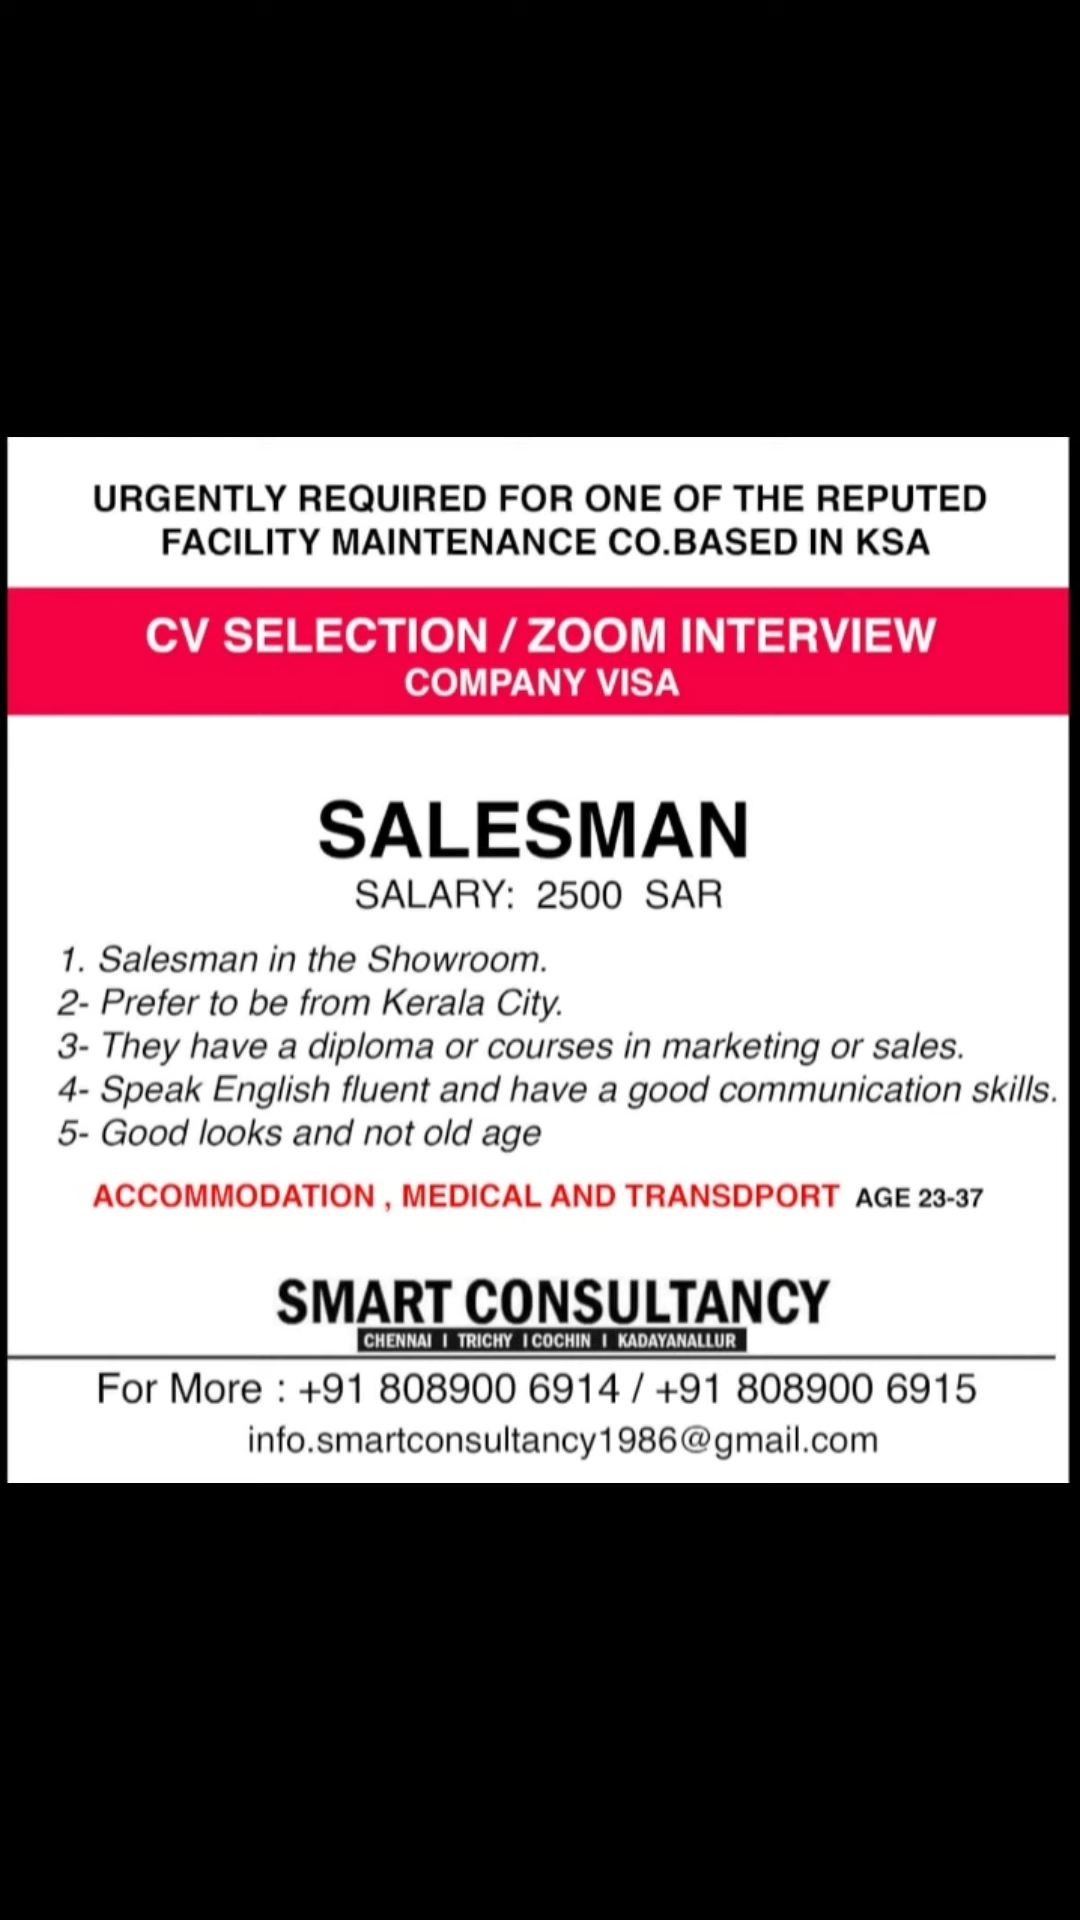 URGENTLY REQUIRED FOR ONE OF THE REPUTED
FACILITY MAINTENANCE CO.BASED IN KSA
CV SELECTION / ZOOM INTERVIEW
COMPANY VISA
SALESMAN
SALARY: 2500 SAR
1. Salesman in the Showroom.
2- Prefer to be from Kerala City.
3- They have a diploma or courses in marketing or sales.
4- Speak English fluent and have a good communication skills.
5- Good looks and not old age
ACCOMMODATION , MEDICAL AND TRANSDPORT AGE 23-37
SMART CONSULTANCY
CHENNAI I TRICHY I COCHIN I KADAYANALLUR
For More : +91 808900 6914 / +91 808900 6915
info.smartconsultancy1986@gmail.com